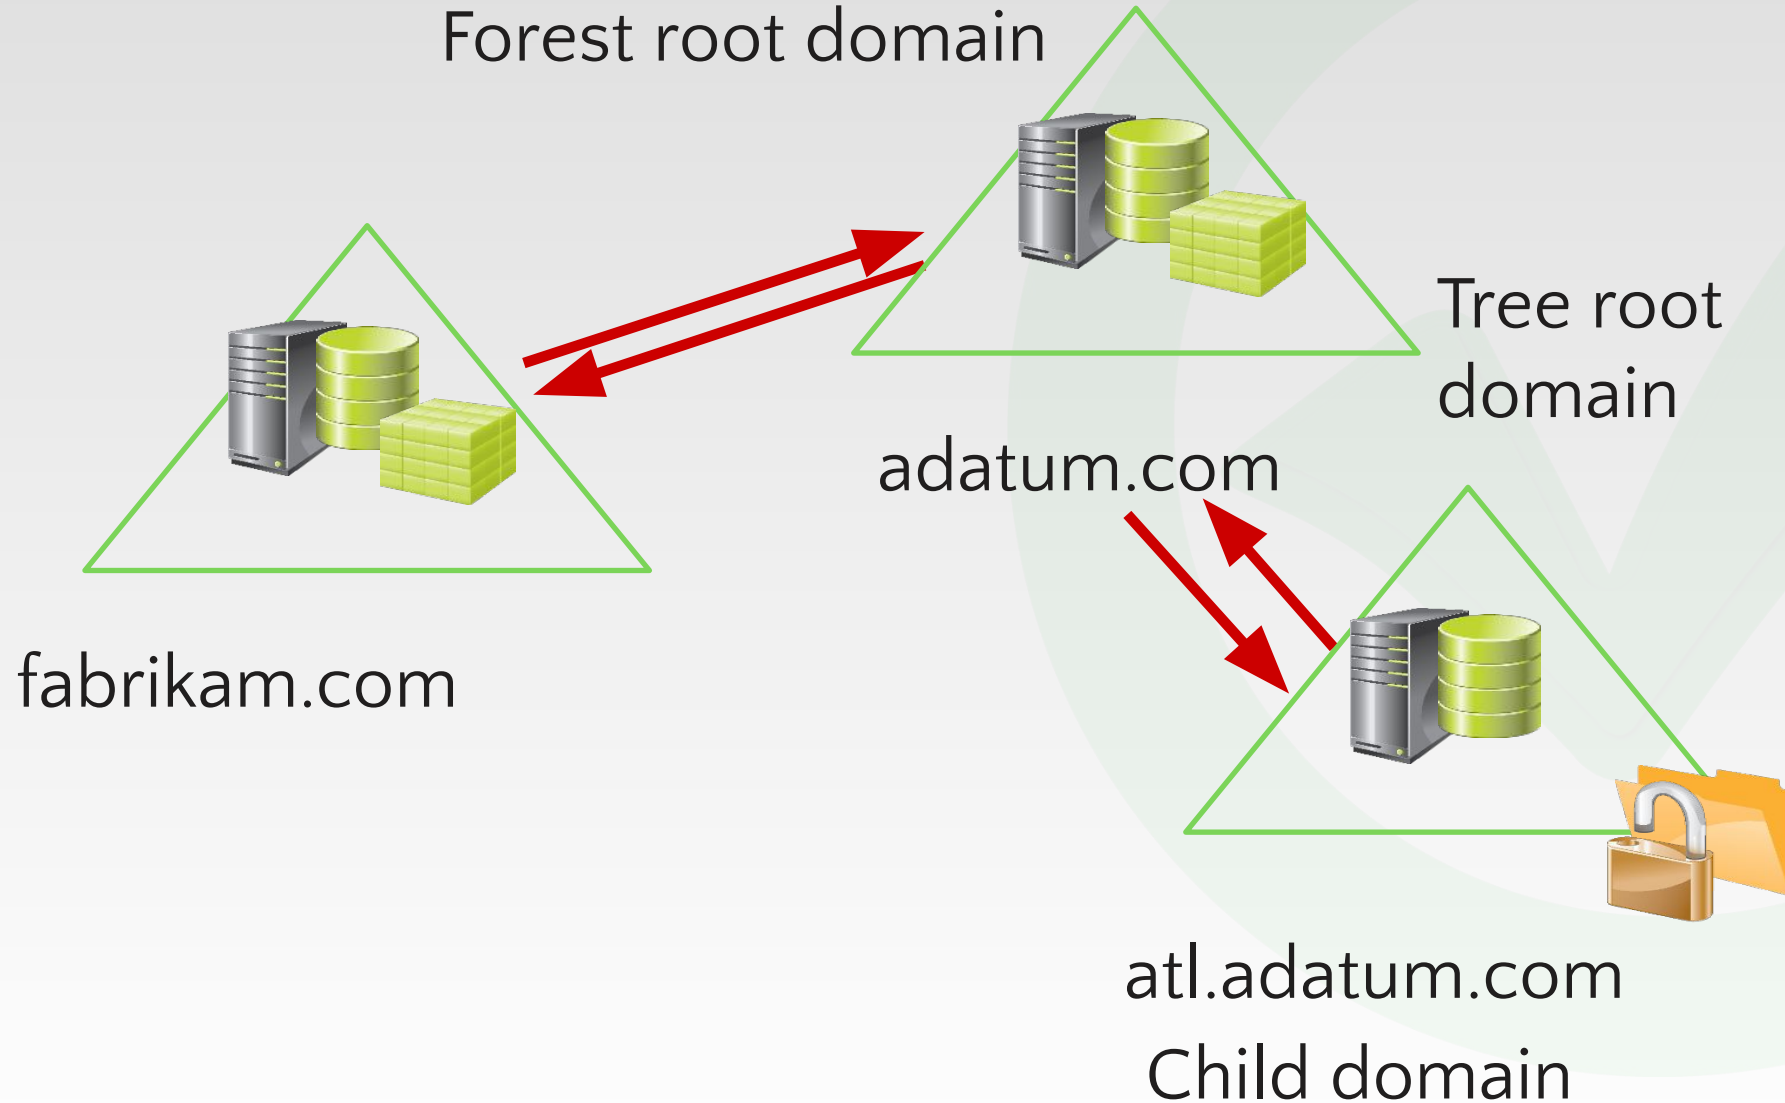 Forest root domain
Tree root
domain
adatum.com
fabrikam.com
atl.adatum.com
Child domain